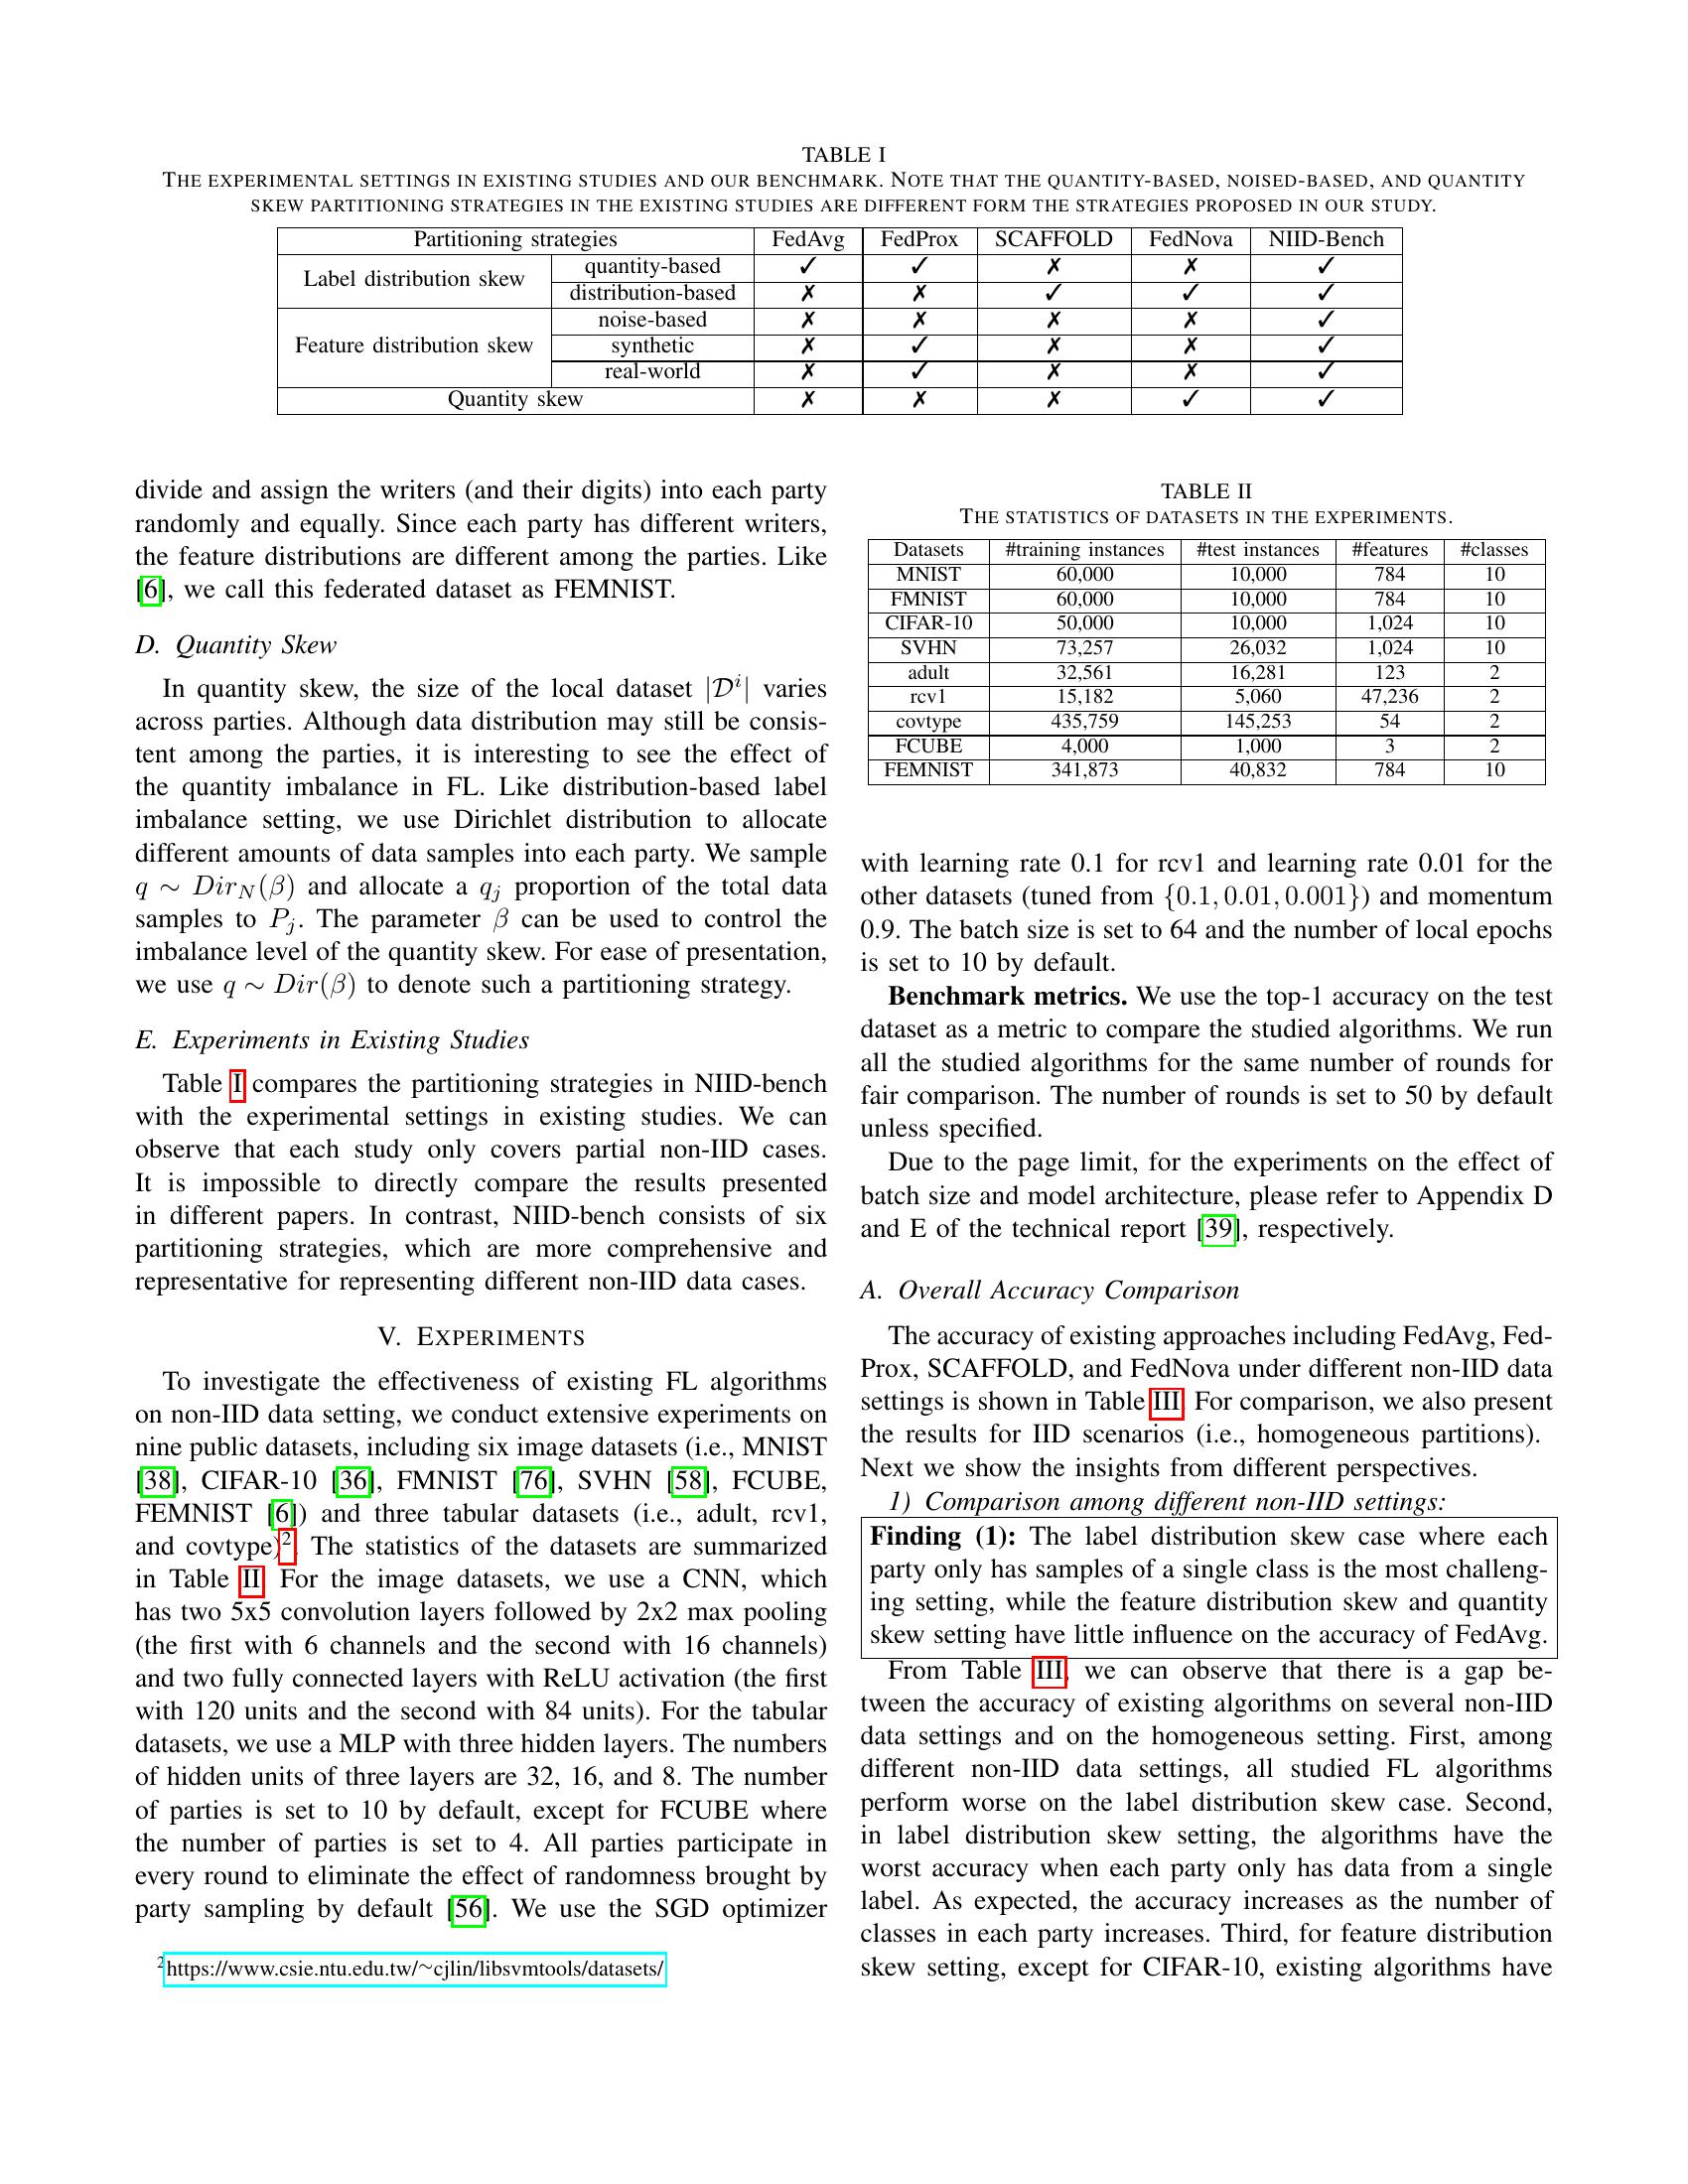 TABLE I
THE EXPERIMENTAL SETTINGS IN EXISTING STUDIES AND OUR BENCHMARK. NOTE THAT THE QUANTITY-BASED, NOISED-BASED, AND QUANTITY
SKEW PARTITIONING STRATEGIES IN THE EXISTING STUDIES ARE DIFFERENT FORM THE STRATEGIES PROPOSED IN OUR STUDY.
Partitioning strategies FedAvg FedProx SCAFFOLD FedNova NIID-Bench
Label distribution skew quantity-based ✓ ✓ ✗ ✗ ✓
distribution-based ✗ ✗ ✓ ✓ ✓
Feature distribution skew noise-based ✗ ✗ ✗ ✗ ✓
synthetic ✗ ✓ ✗ ✗ ✓
real-world ✗ ✓ ✗ ✗ ✓
Quantity skew ✗ ✗ ✗ ✓ ✓
divide and assign the writers (and their digits) into each party
randomly and equally. Since each party has different writers,
the feature distributions are different among the parties. Like
[6], we call this federated dataset as FEMNIST.
D. Quantity Skew
In quantity skew, the size of the local dataset |𝒟ⁱ| varies
across parties. Although data distribution may still be consis-
tent among the parties, it is interesting to see the effect of
the quantity imbalance in FL. Like distribution-based label
imbalance setting, we use Dirichlet distribution to allocate
different amounts of data samples into each party. We sample
q ∼ Dir_N(β) and allocate a q_j proportion of the total data
samples to P_j. The parameter β can be used to control the
imbalance level of the quantity skew. For ease of presentation,
we use q ∼ Dir(β) to denote such a partitioning strategy.
E. Experiments in Existing Studies
Table I compares the partitioning strategies in NIID-bench
with the experimental settings in existing studies. We can
observe that each study only covers partial non-IID cases.
It is impossible to directly compare the results presented
in different papers. In contrast, NIID-bench consists of six
partitioning strategies, which are more comprehensive and
representative for representing different non-IID data cases.
V. EXPERIMENTS
To investigate the effectiveness of existing FL algorithms
on non-IID data setting, we conduct extensive experiments on
nine public datasets, including six image datasets (i.e., MNIST
[38], CIFAR-10 [36], FMNIST [76], SVHN [58], FCUBE,
FEMNIST [6]) and three tabular datasets (i.e., adult, rcv1,
and covtype)2. The statistics of the datasets are summarized
in Table II. For the image datasets, we use a CNN, which
has two 5x5 convolution layers followed by 2x2 max pooling
(the first with 6 channels and the second with 16 channels)
and two fully connected layers with ReLU activation (the first
with 120 units and the second with 84 units). For the tabular
datasets, we use a MLP with three hidden layers. The numbers
of hidden units of three layers are 32, 16, and 8. The number
of parties is set to 10 by default, except for FCUBE where
the number of parties is set to 4. All parties participate in
every round to eliminate the effect of randomness brought by
party sampling by default [56]. We use the SGD optimizer
2 https://www.csie.ntu.edu.tw/~cjlin/libsvmtools/datasets/
TABLE II
THE STATISTICS OF DATASETS IN THE EXPERIMENTS.
Datasets #training instances #test instances #features #classes
MNIST 60,000 10,000 784 10
FMNIST 60,000 10,000 784 10
CIFAR-10 50,000 10,000 1,024 10
SVHN 73,257 26,032 1,024 10
adult 32,561 16,281 123 2
rcv1 15,182 5,060 47,236 2
covtype 435,759 145,253 54 2
FCUBE 4,000 1,000 3 2
FEMNIST 341,873 40,832 784 10
with learning rate 0.1 for rcv1 and learning rate 0.01 for the
other datasets (tuned from {0.1, 0.01, 0.001}) and momentum
0.9. The batch size is set to 64 and the number of local epochs
is set to 10 by default.
Benchmark metrics. We use the top-1 accuracy on the test
dataset as a metric to compare the studied algorithms. We run
all the studied algorithms for the same number of rounds for
fair comparison. The number of rounds is set to 50 by default
unless specified.
Due to the page limit, for the experiments on the effect of
batch size and model architecture, please refer to Appendix D
and E of the technical report [39], respectively.
A. Overall Accuracy Comparison
The accuracy of existing approaches including FedAvg, Fed-
Prox, SCAFFOLD, and FedNova under different non-IID data
settings is shown in Table III. For comparison, we also present
the results for IID scenarios (i.e., homogeneous partitions).
Next we show the insights from different perspectives.
1) Comparison among different non-IID settings:
Finding (1): The label distribution skew case where each
party only has samples of a single class is the most challeng-
ing setting, while the feature distribution skew and quantity
skew setting have little influence on the accuracy of FedAvg.
From Table III, we can observe that there is a gap be-
tween the accuracy of existing algorithms on several non-IID
data settings and on the homogeneous setting. First, among
different non-IID data settings, all studied FL algorithms
perform worse on the label distribution skew case. Second,
in label distribution skew setting, the algorithms have the
worst accuracy when each party only has data from a single
label. As expected, the accuracy increases as the number of
classes in each party increases. Third, for feature distribution
skew setting, except for CIFAR-10, existing algorithms have